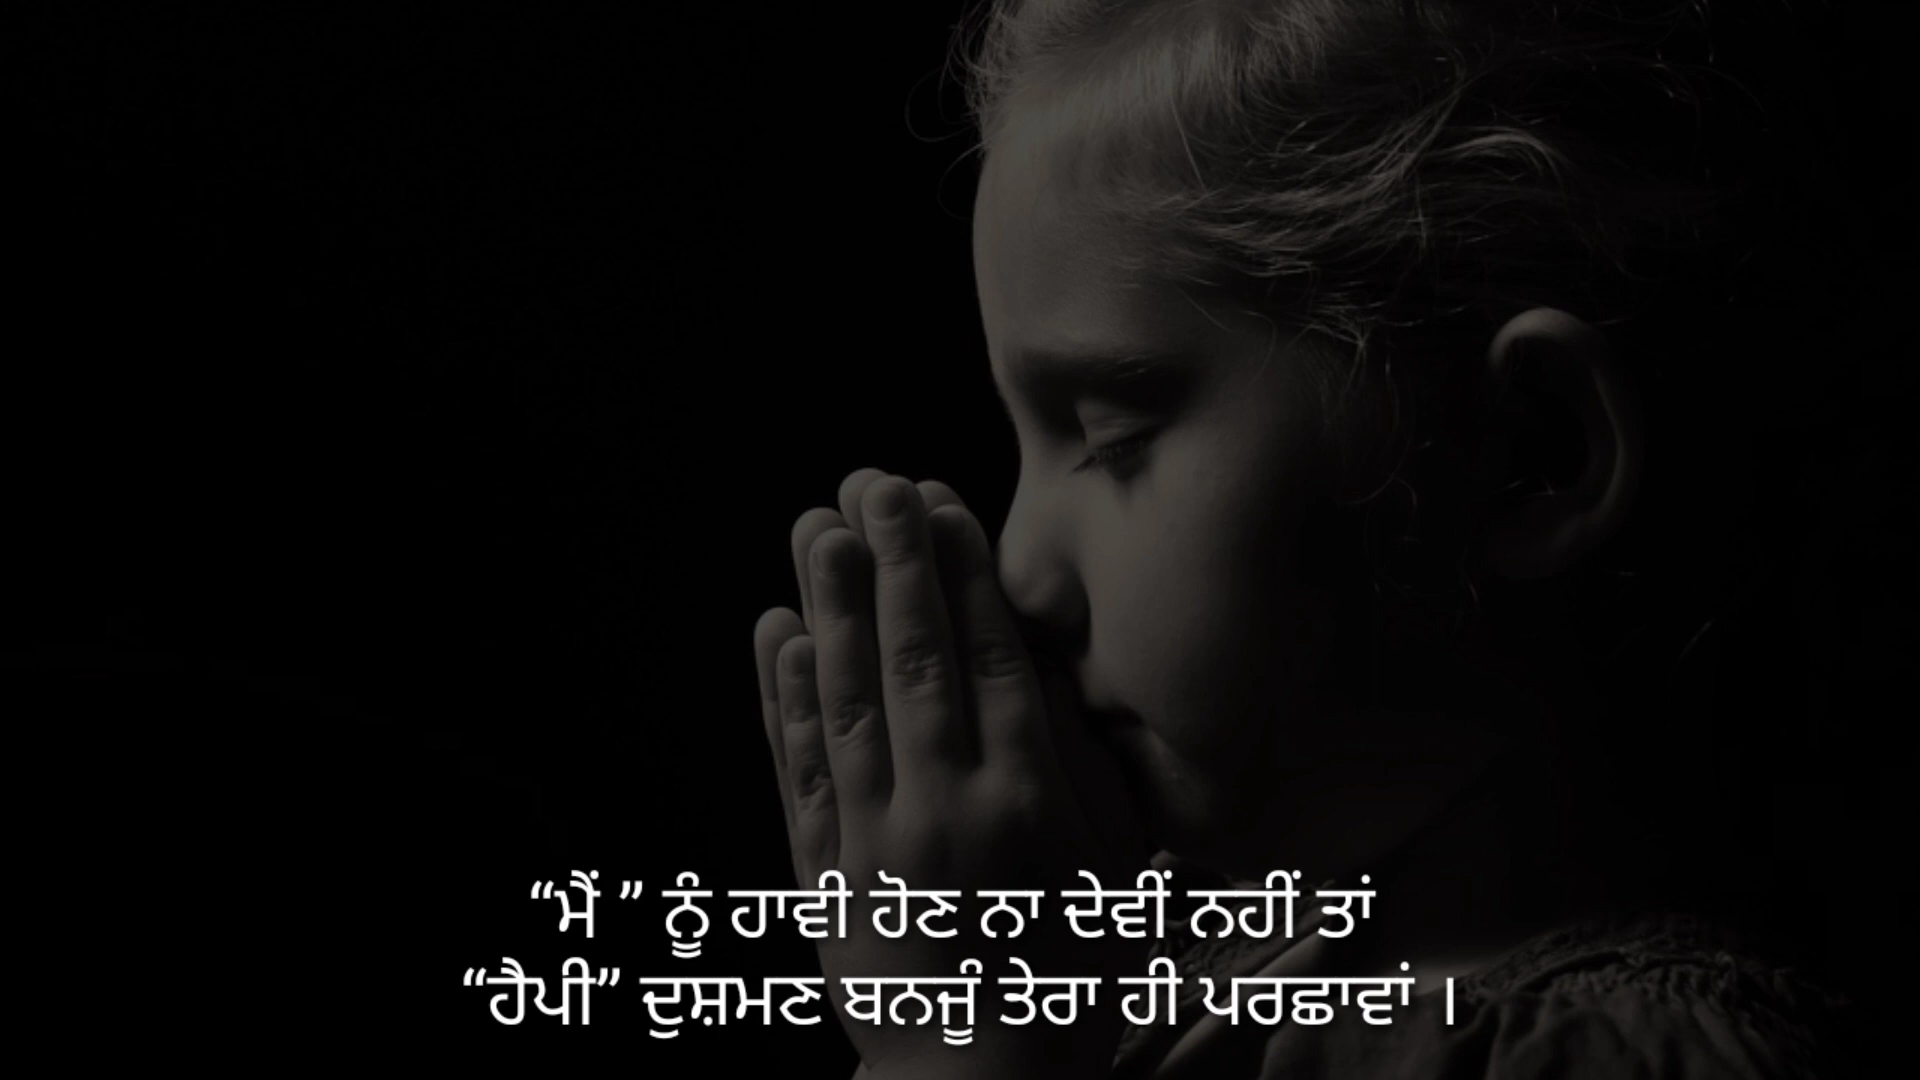 “ਮੈਂ ” ਨੂੰ ਹਾਵੀ ਹੋਣ ਨਾ ਦੇਵੀਂ ਨਹੀਂ ਤਾਂ
“ਹੈਪੀ” ਦੁਸ਼ਮਣ ਬਨਜੂੰ ਤੇਰਾ ਹੀ ਪਰਛਾਵਾਂ ।